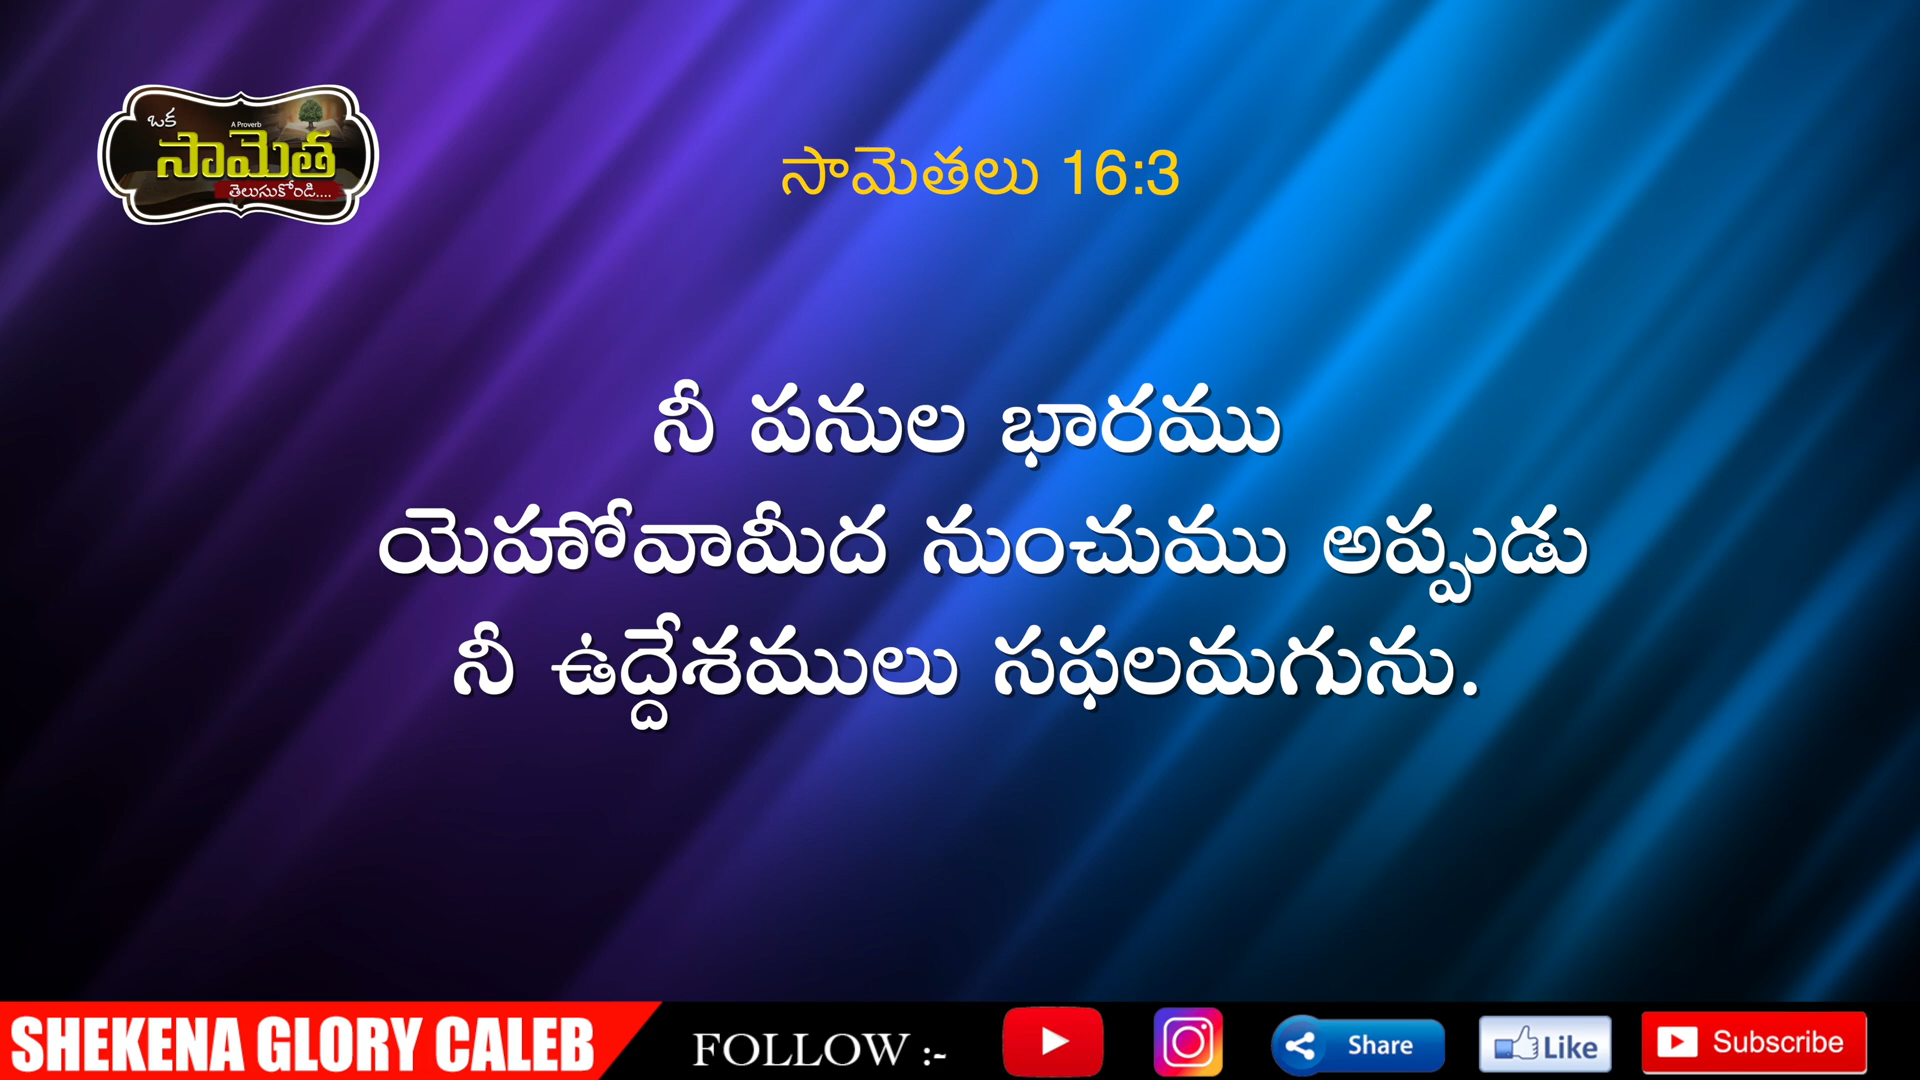 ఒక
A Proverb
సామెత
తెలుసుకోండి....
సామెతలు 16:3
నీ పనుల భారము
యెహోవామీద నుంచుము అప్పుడు
నీ ఉద్దేశములు సఫలమగును.
SHEKENA GLORY CALEB
FOLLOW :-
Share
Like
Subscribe